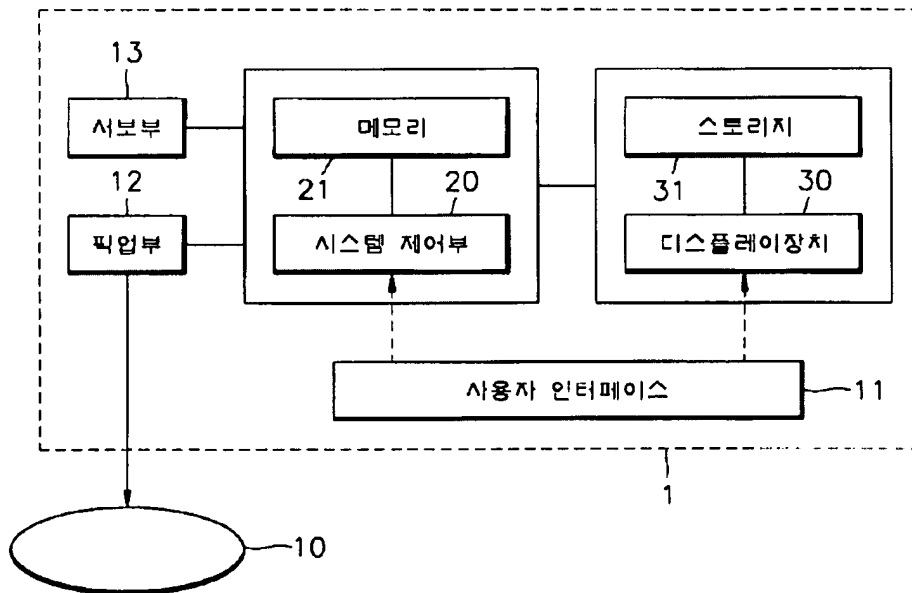 13
서보부
메모리
스토리지
21
20
31
30
12
픽업부
시스템 제어부
디스플레이장치
사용자 인터페이스
11
1
10